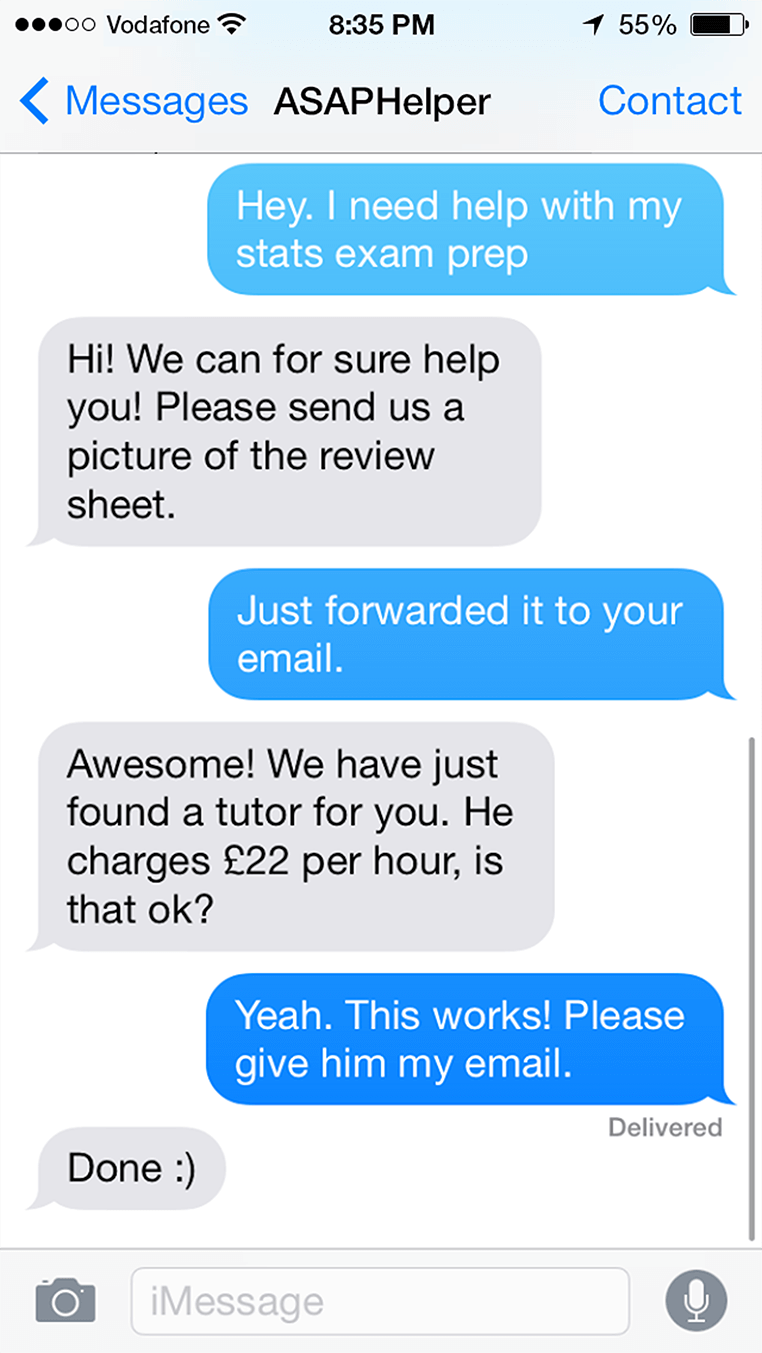 Vodafone 8:35 PM 55%
Messages ASAPHelper Contact
Hey. I need help with my
stats exam prep
Hi! We can for sure help
you! Please send us a
picture of the review
sheet.
Just forwarded it to your
email.
Awesome! We have just
found a tutor for you. He
charges £22 per hour, is
that ok?
Yeah. This works! Please
give him my email.
Delivered
Done :)
iMessage